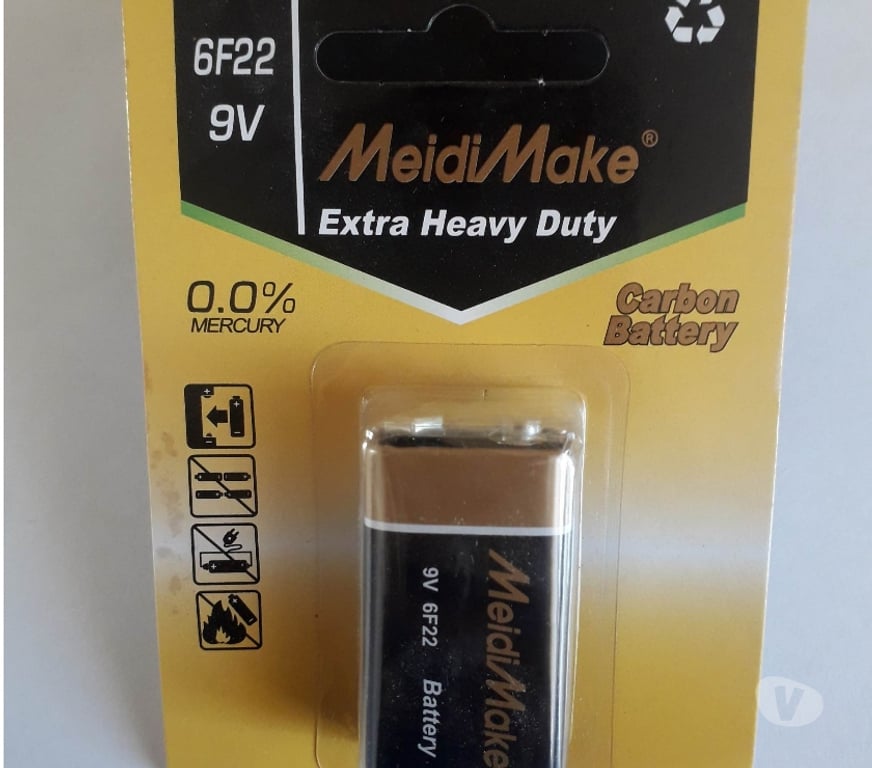 6F22
9V
MeidiMake®
Extra Heavy Duty
0.0%
MERCURY
Carbon
Battery
MeidiMake
9V 6F22 Battery
V